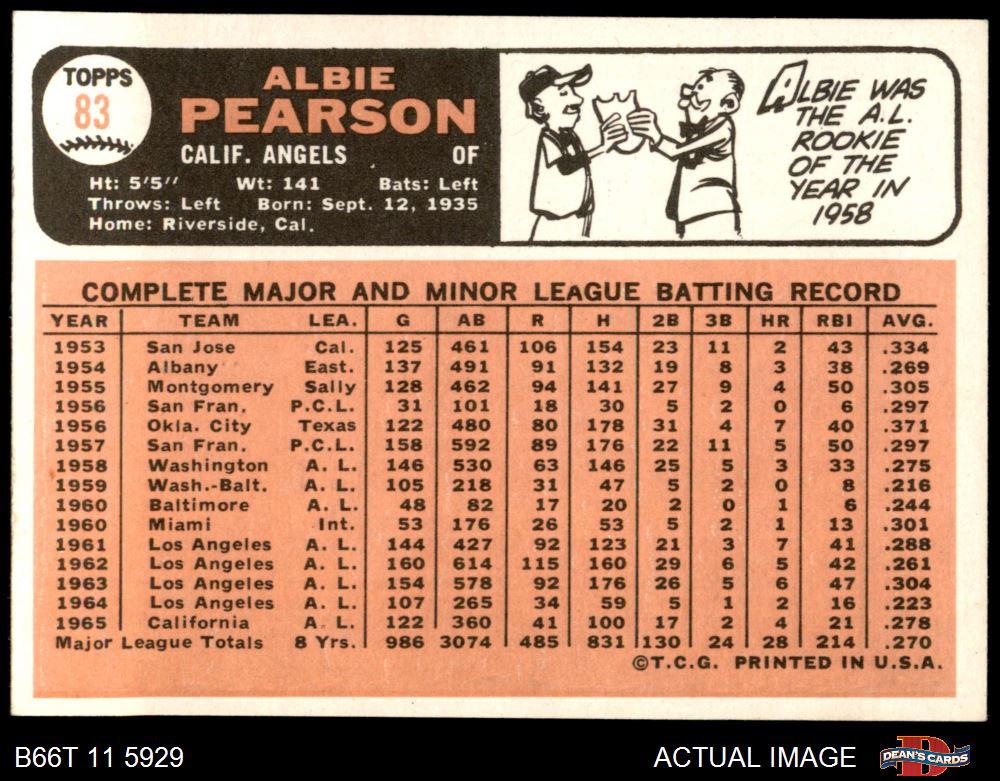 TOPPS
83
ALBIE
PEARSON
CALIF. ANGELS OF
Ht: 5'5" Wt: 141 Bats: Left
Throws: Left Born: Sept. 12, 1935
Home: Riverside, Cal.
ALBIE WAS
THE A.L.
ROOKIE
OF THE
YEAR IN
1958
COMPLETE MAJOR AND MINOR LEAGUE BATTING RECORD
YEAR TEAM LEA. G AB R H 2B 3B HR RBI AVG.
1953 San Jose Cal. 125 461 106 154 23 11 2 43 .334
1954 Albany East. 137 491 91 132 19 8 3 38 .269
1955 Montgomery Sally 128 462 94 141 27 9 4 50 .305
1956 San Fran. P.C.L. 31 101 18 30 5 2 0 6 .297
1956 Okla. City Texas 122 480 80 178 31 4 7 40 .371
1957 San Fran. P.C.L. 158 592 89 176 22 11 5 50 .297
1958 Washington A. L. 146 530 63 146 25 5 3 33 .275
1959 Wash.-Balt. A. L. 105 218 31 47 5 2 0 8 .216
1960 Baltimore A. L. 48 82 17 20 2 0 1 6 .244
1960 Miami Int. 53 176 26 53 5 2 1 13 .301
1961 Los Angeles A. L. 144 427 92 123 21 3 7 41 .288
1962 Los Angeles A. L. 160 614 115 160 29 6 5 42 .261
1963 Los Angeles A. L. 154 578 92 176 26 5 6 47 .304
1964 Los Angeles A. L. 107 265 34 59 5 1 2 16 .223
1965 California A. L. 122 360 41 100 17 2 4 21 .278
Major League Totals 8 Yrs. 986 3074 485 831 130 24 28 214 .270
©T.C.G. PRINTED IN U.S.A.
B66T 11 5929 ACTUAL IMAGE DEAN'S CARDS